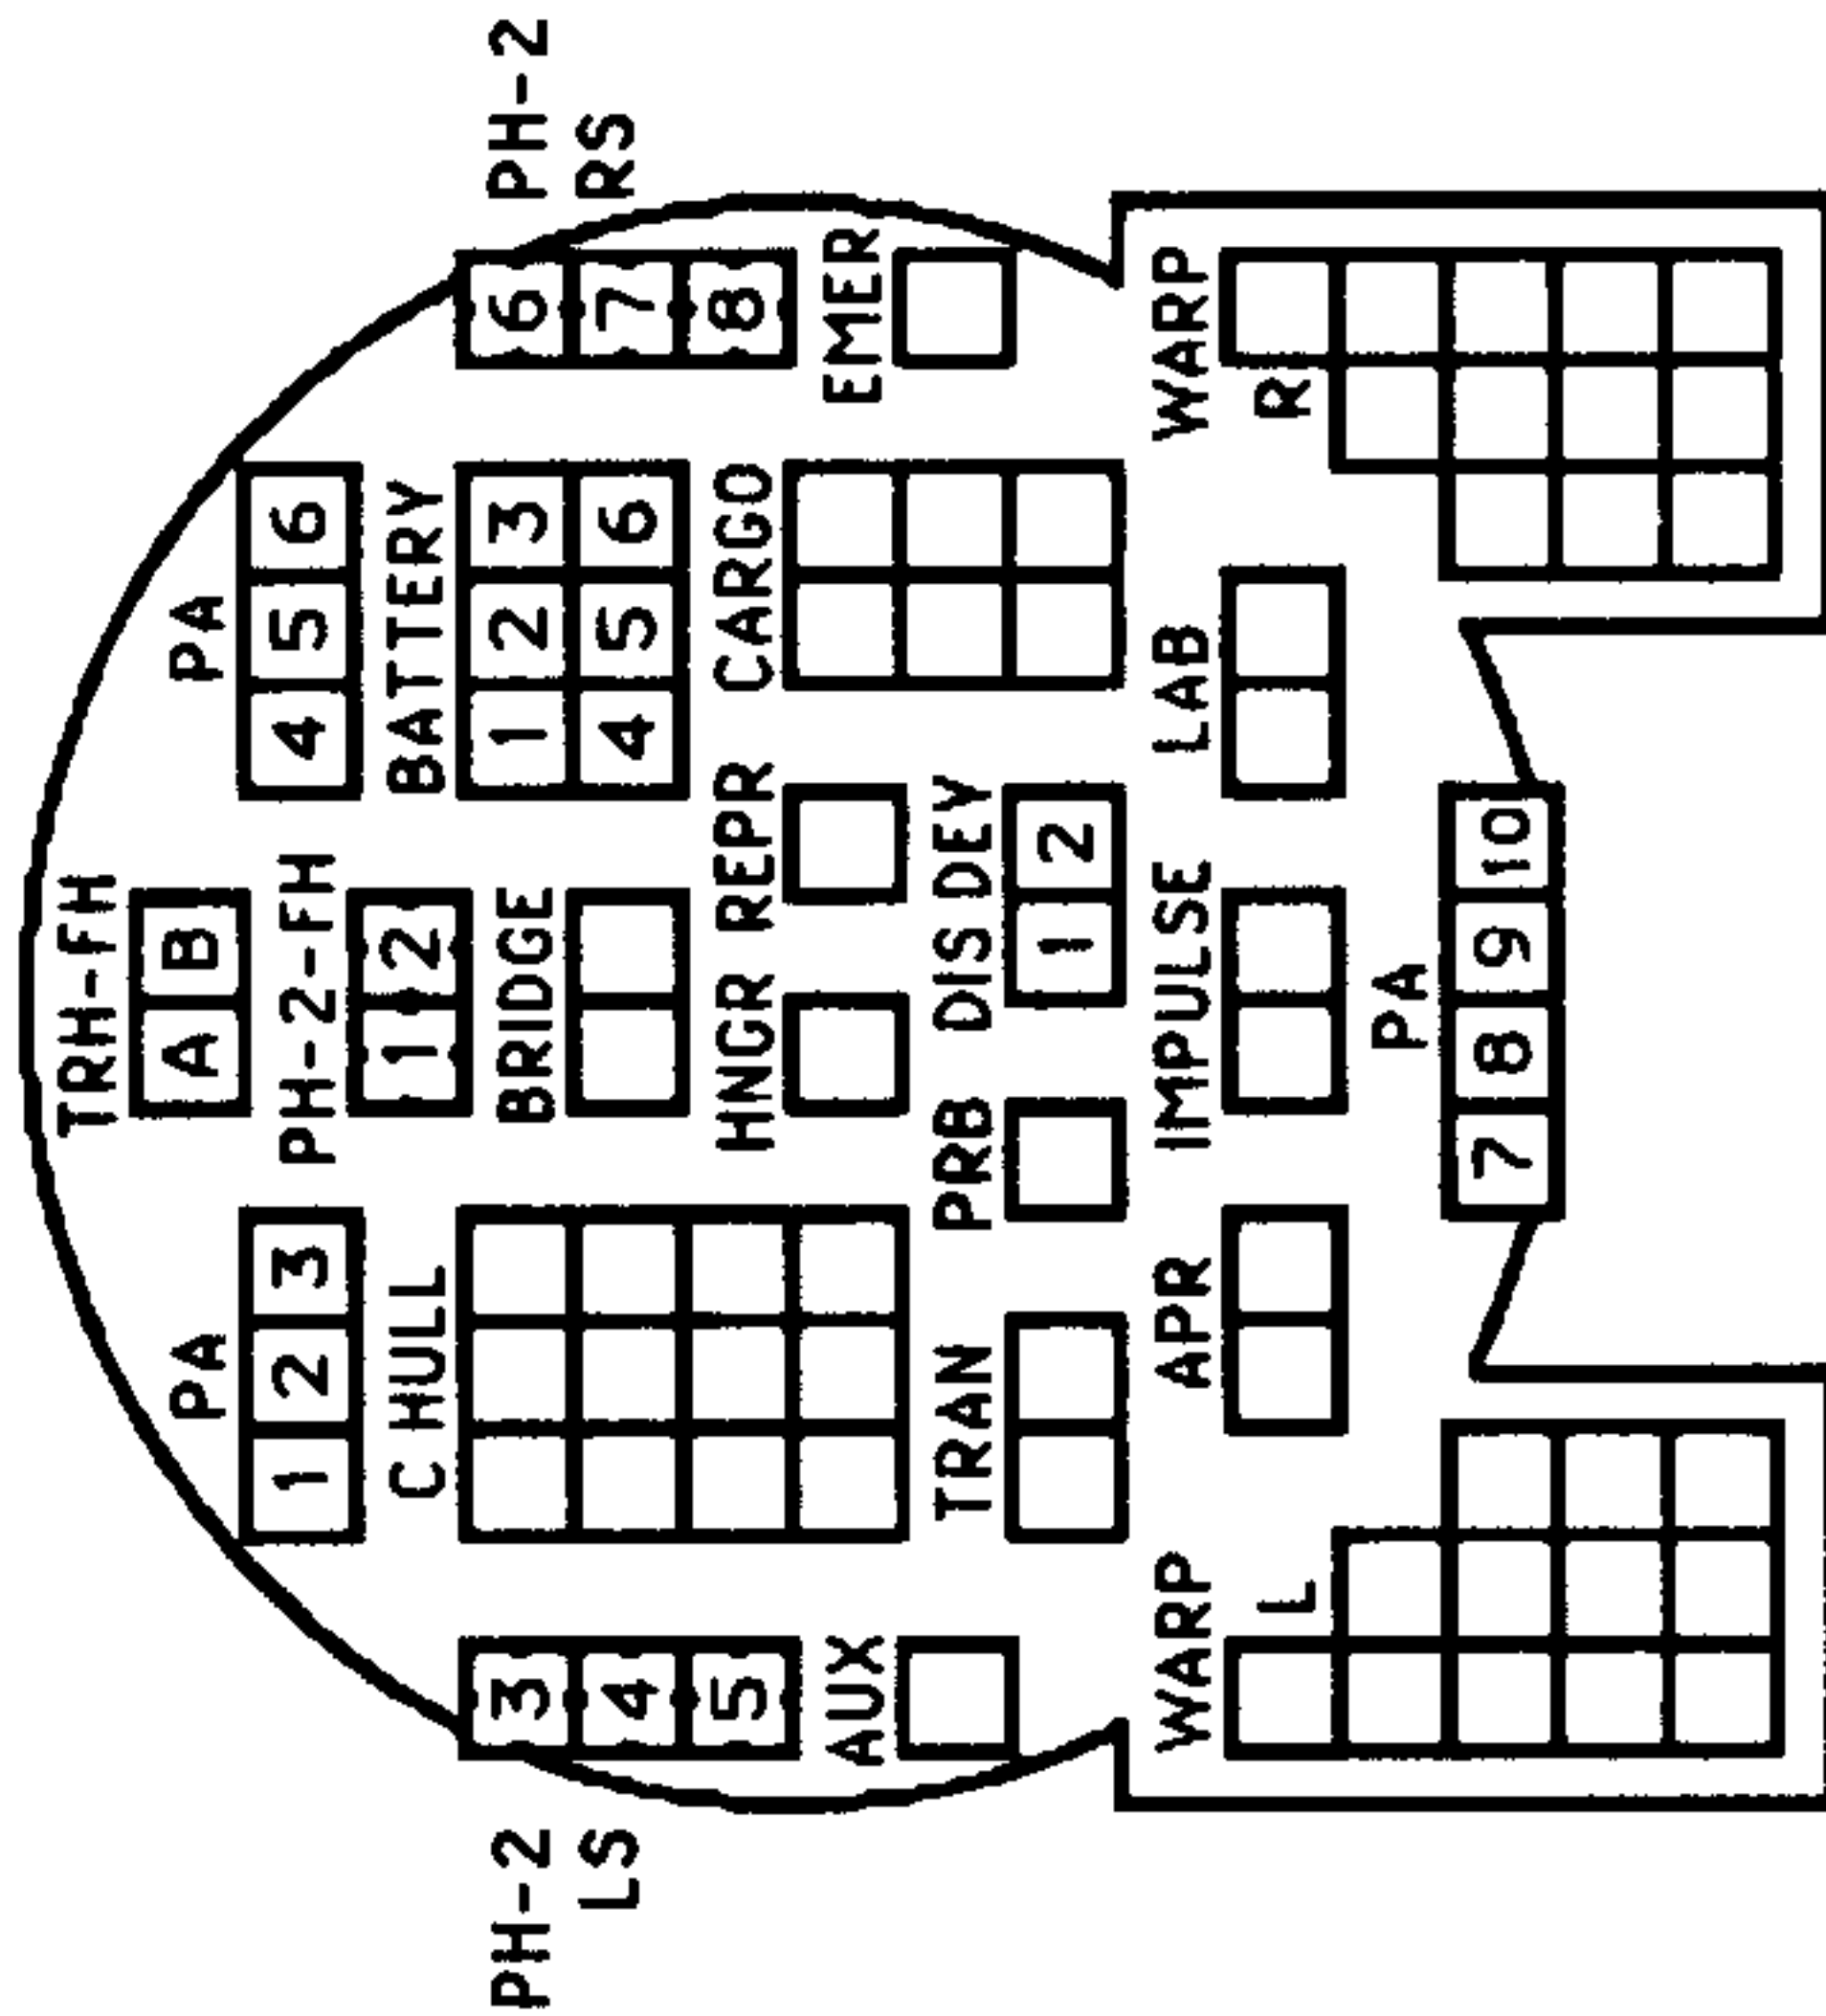 TRH-FH
A B
PA
1 2 3
PH-2-FH
1 2
PA
4 5 6
PH-2
LS
3
4
5
C HULL
BRIDGE
BATTERY
1 2 3
4 5 6
PH-2
RS
6
7
8
HNGR
REPR
CARGO
AUX
EMER
TRAN
PRB
DIS DEY
1 2
WARP
L
APR
IMPULSE
LAB
WARP
R
PA
7 8 9 10